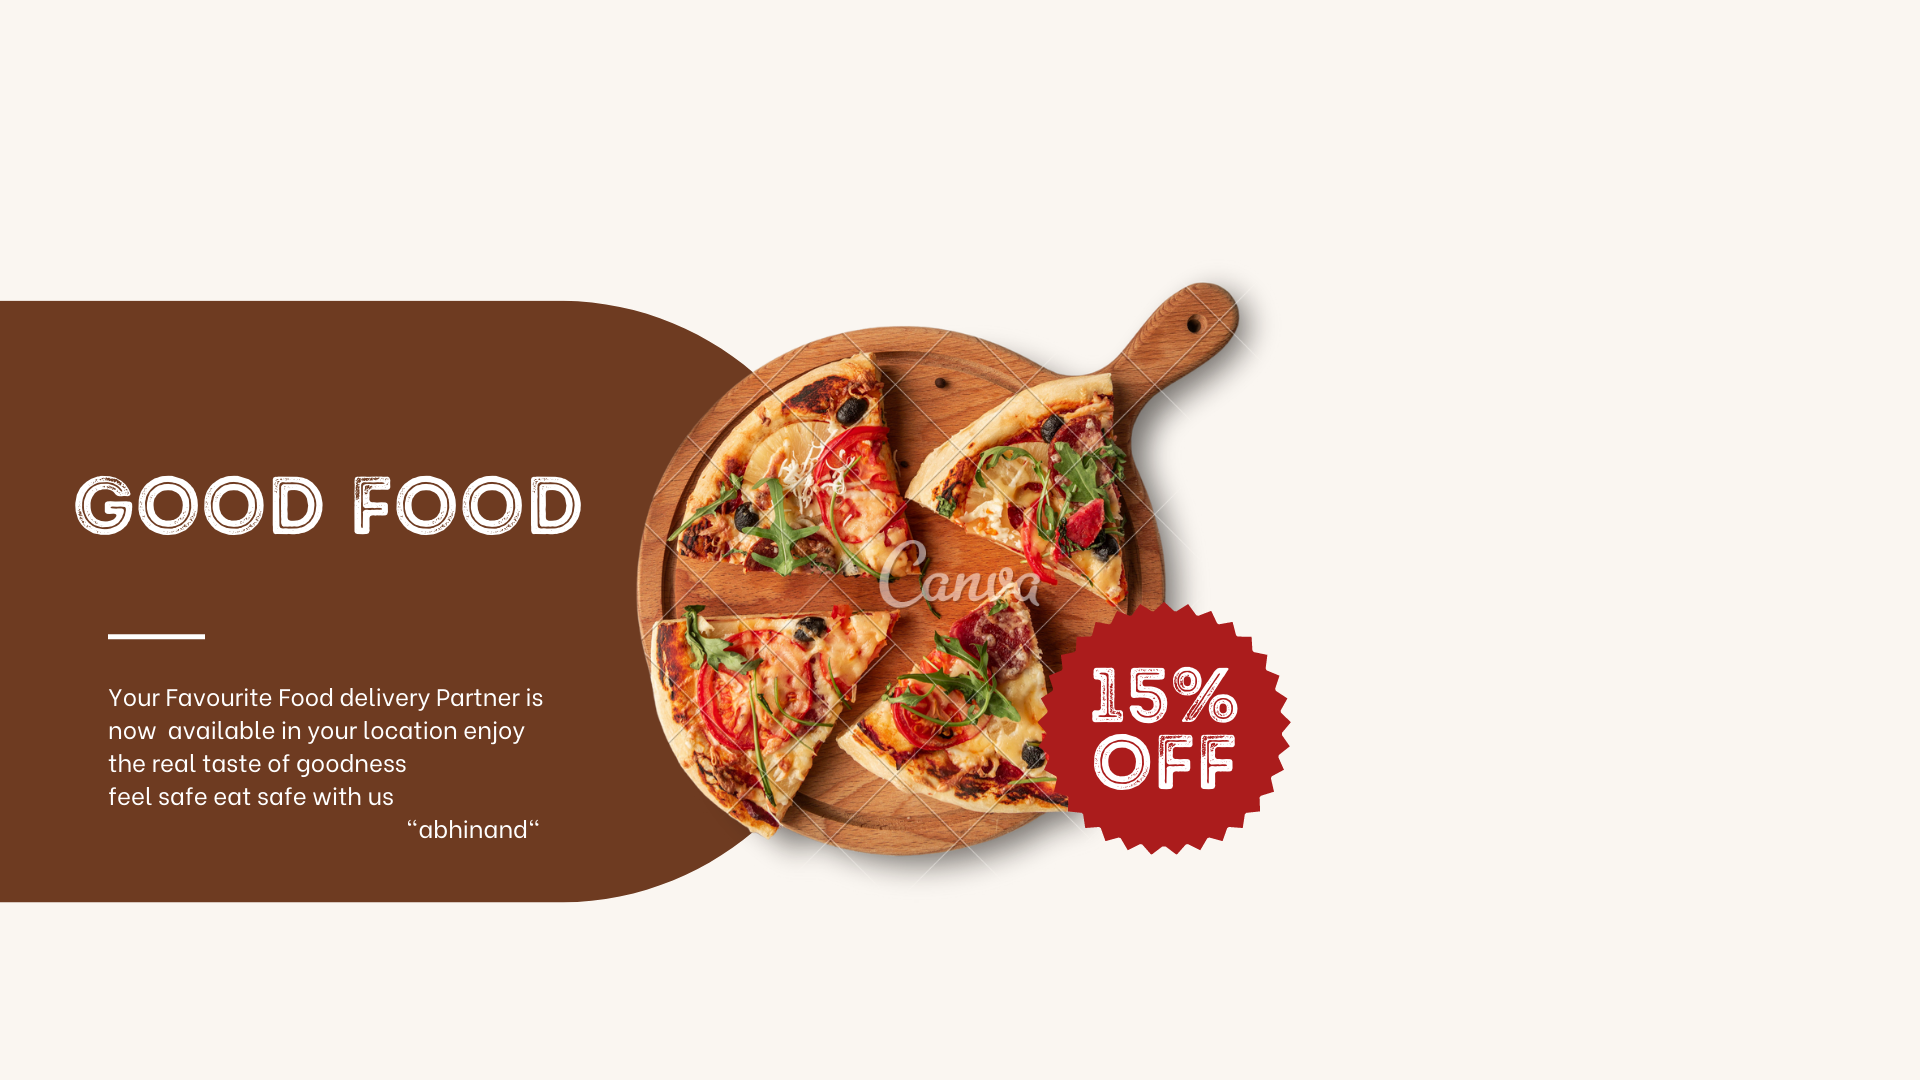 GOOD FOOD
Your Favourite Food delivery Partner is
now  available in your location enjoy
the real taste of goodness
feel safe eat safe with us
“abhinand“
Canva
15%
OFF